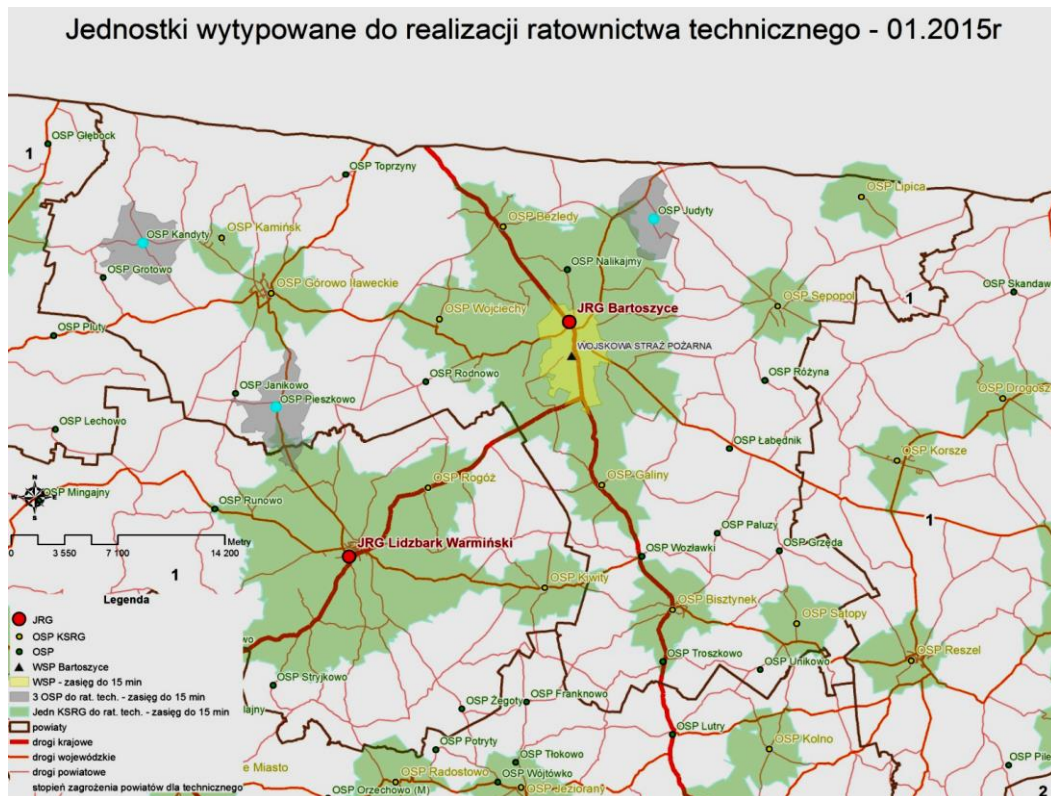 Jednostki wytypowane do realizacji ratownictwa technicznego - 01.2015r
OSP Głębock
1
OSP Toprzyny
OSP Lipica
OSP Judyty
OSP Bezledy
OSP Kamińsk
OSP Kandyty
OSP Nalikajmy
OSP Grotowo
OSP Skandaw
OSP Górowo Iławeckie
1
OSP Sępopol
OSP Wojciechy
JRG Bartoszyce
OSP Pluty
WOJSKOWA STRAŻ POŻARNA
OSP Rodnowo
OSP Różyna
OSP Janikowo
OSP Pieszkowo
OSP Drogosz
OSP Lechowo
OSP Łabędnik
OSP Korsze
OSP Rogóż
OSP Galiny
N
W
E
S
OSP Mingajny
OSP Runowo
1
OSP Paluzy
Metry
JRG Lidzbark Warmiński
0
3 550
7 100
14 200
OSP Wozławki
OSP Grzęda
1
OSP Kiwity
Legenda
OSP Bisztynek
OSP Sątopy
JRG
OSP KSRG
OSP
WSP Bartoszyce
WSP - zasięg do 15 min
3 OSP do rat. tech. - zasięg do 15 min
Jedn KSRG do rat. tech. - zasięg do 15 min
powiaty
drogi krajowe
drogi wojewódzkie
drogi powiatowe
stopień zagrożenia powiatów dla technicznego
OSP Reszel
OSP Troszkowo
OSP Unikowo
OSP Stryjkowo
OSP Żegoty
OSP Franknowo
OSP Lutry
OSP Kolno
OSP Potryty
OSP Tłokowo
OSP Pile
e Miasto
OSP Radostowo
OSP Wójtówko
OSP Jeziorany
OSP Orzechowo (M)
2